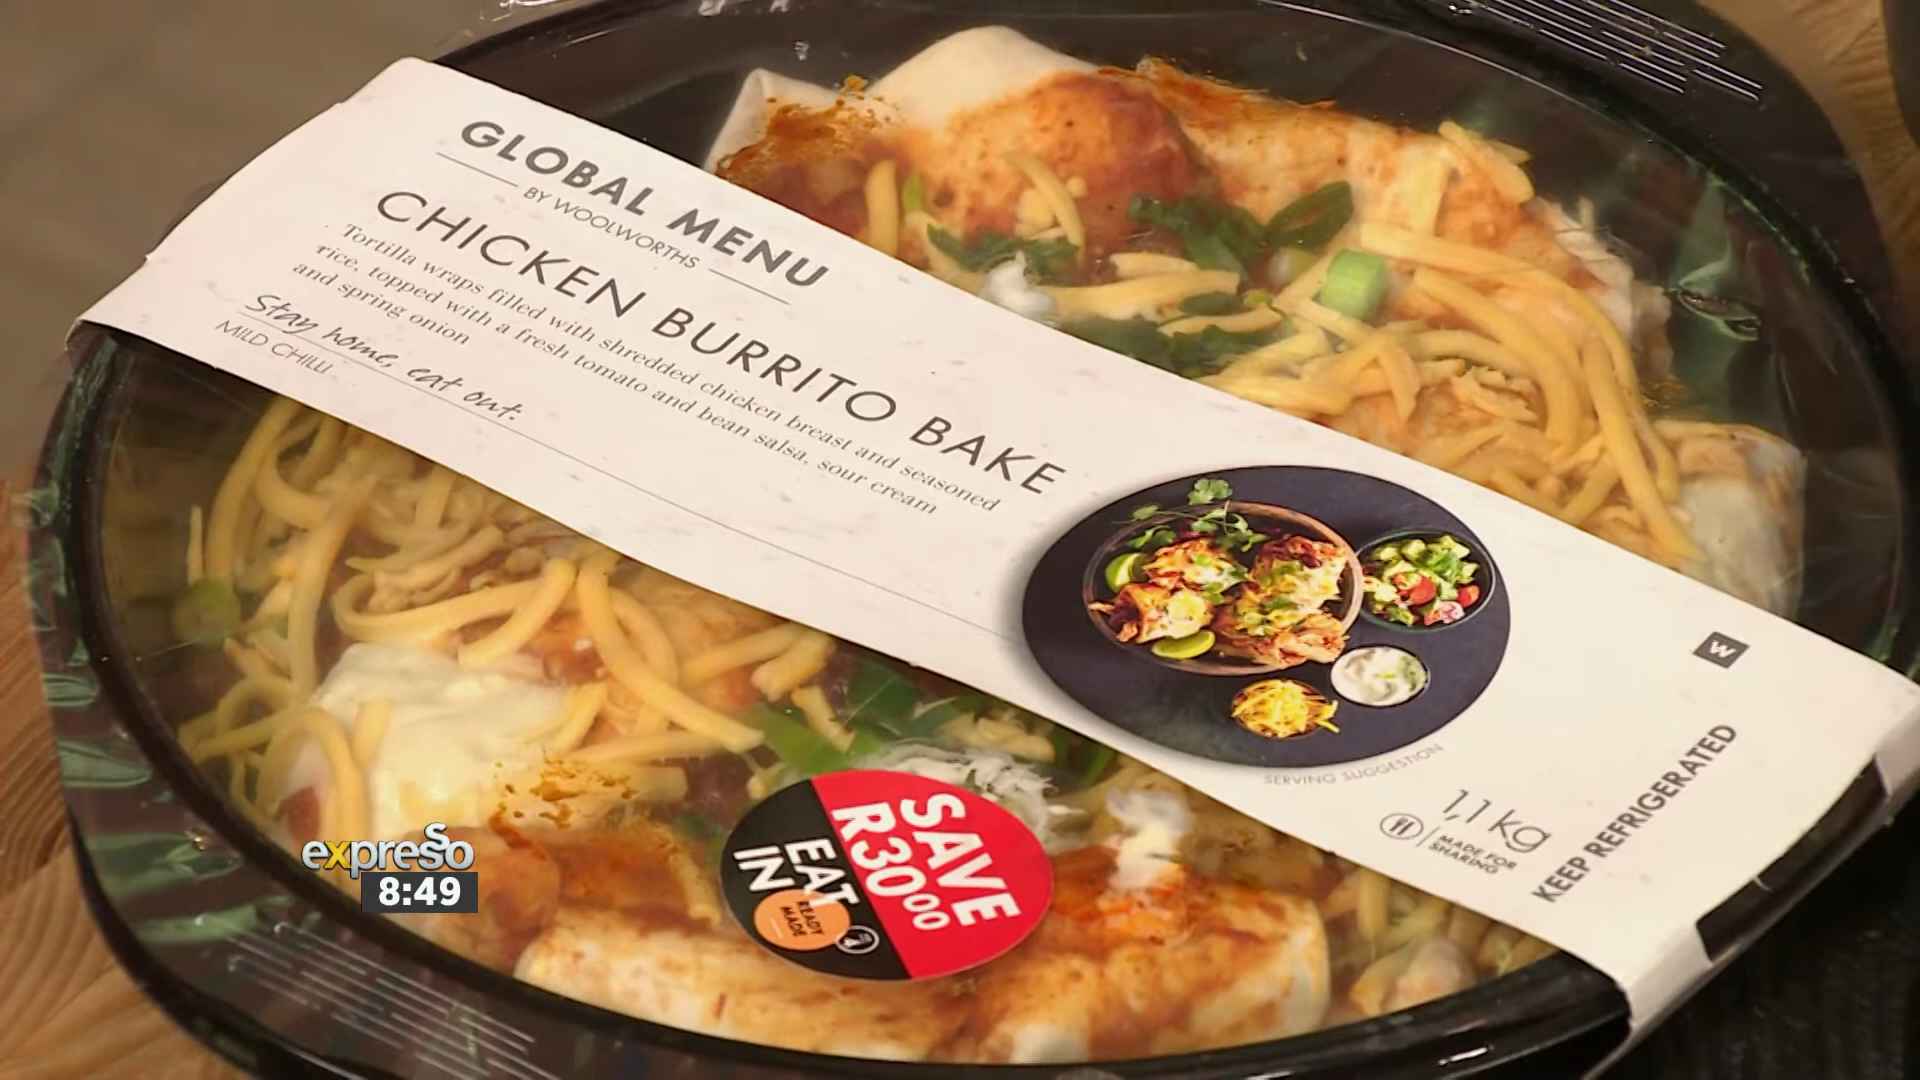 GLOBAL MENU
BY WOOLWORTHS
CHICKEN BURRITO BAKE
Tortilla wraps filled with shredded chicken breast and seasoned
rice, topped with a fresh tomato and bean salsa, sour cream
and spring onion
Stay home, eat out.
MILD CHILLI
SERVING SUGGESTION
W
1,1 kg
MADE FOR
SHARING
KEEP REFRIGERATED
SAVE
R3000
EAT
IN
READY
MADE
4
expresso
8:49